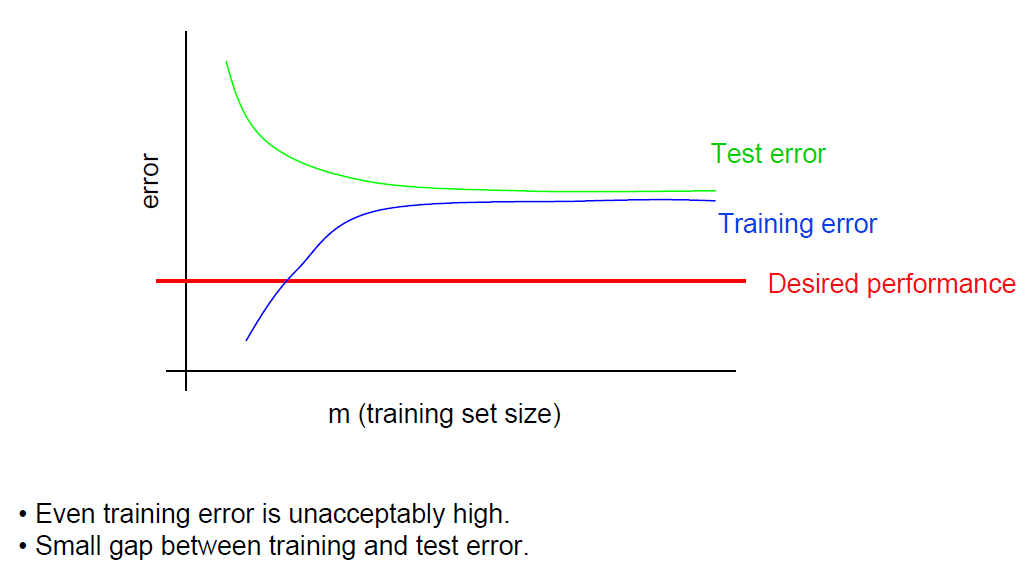 error
Test error
Training error
Desired performance
m (training set size)
• Even training error is unacceptably high.
• Small gap between training and test error.